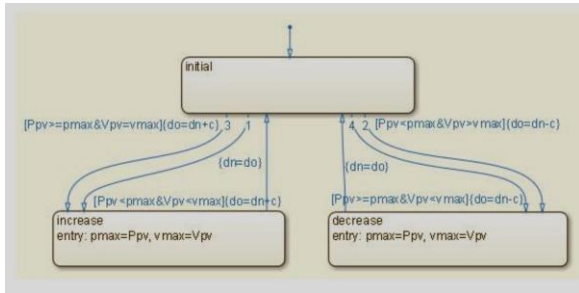 initial
[Ppv>=pmax&Vpv=vmax]{do=dn+c}
3
1
4
2
[Ppv<pmax&Vpv>vmax]{do=dn-c}
{dn=do}
{dn=do}
[Ppv<pmax&Vpv<vmax]{do=dn+c}
[Ppv>=pmax&Vpv<vmax]{do=dn-c}
increase
entry: pmax=Ppv, vmax=Vpv
decrease
entry: pmax=Ppv, vmax=Vpv